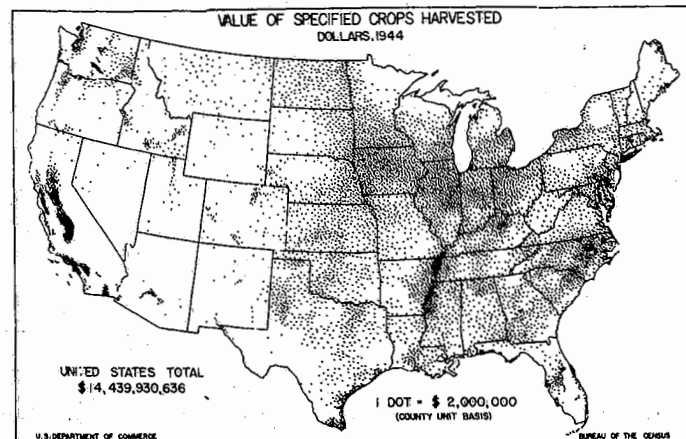 VALUE OF SPECIFIED CROPS HARVESTED
DOLLARS, 1944
UNITED STATES TOTAL
$14,439,930,636
1 DOT = $2,000,000
(COUNTY UNIT BASIS)
U.S. DEPARTMENT OF COMMERCE
BUREAU OF THE CENSUS